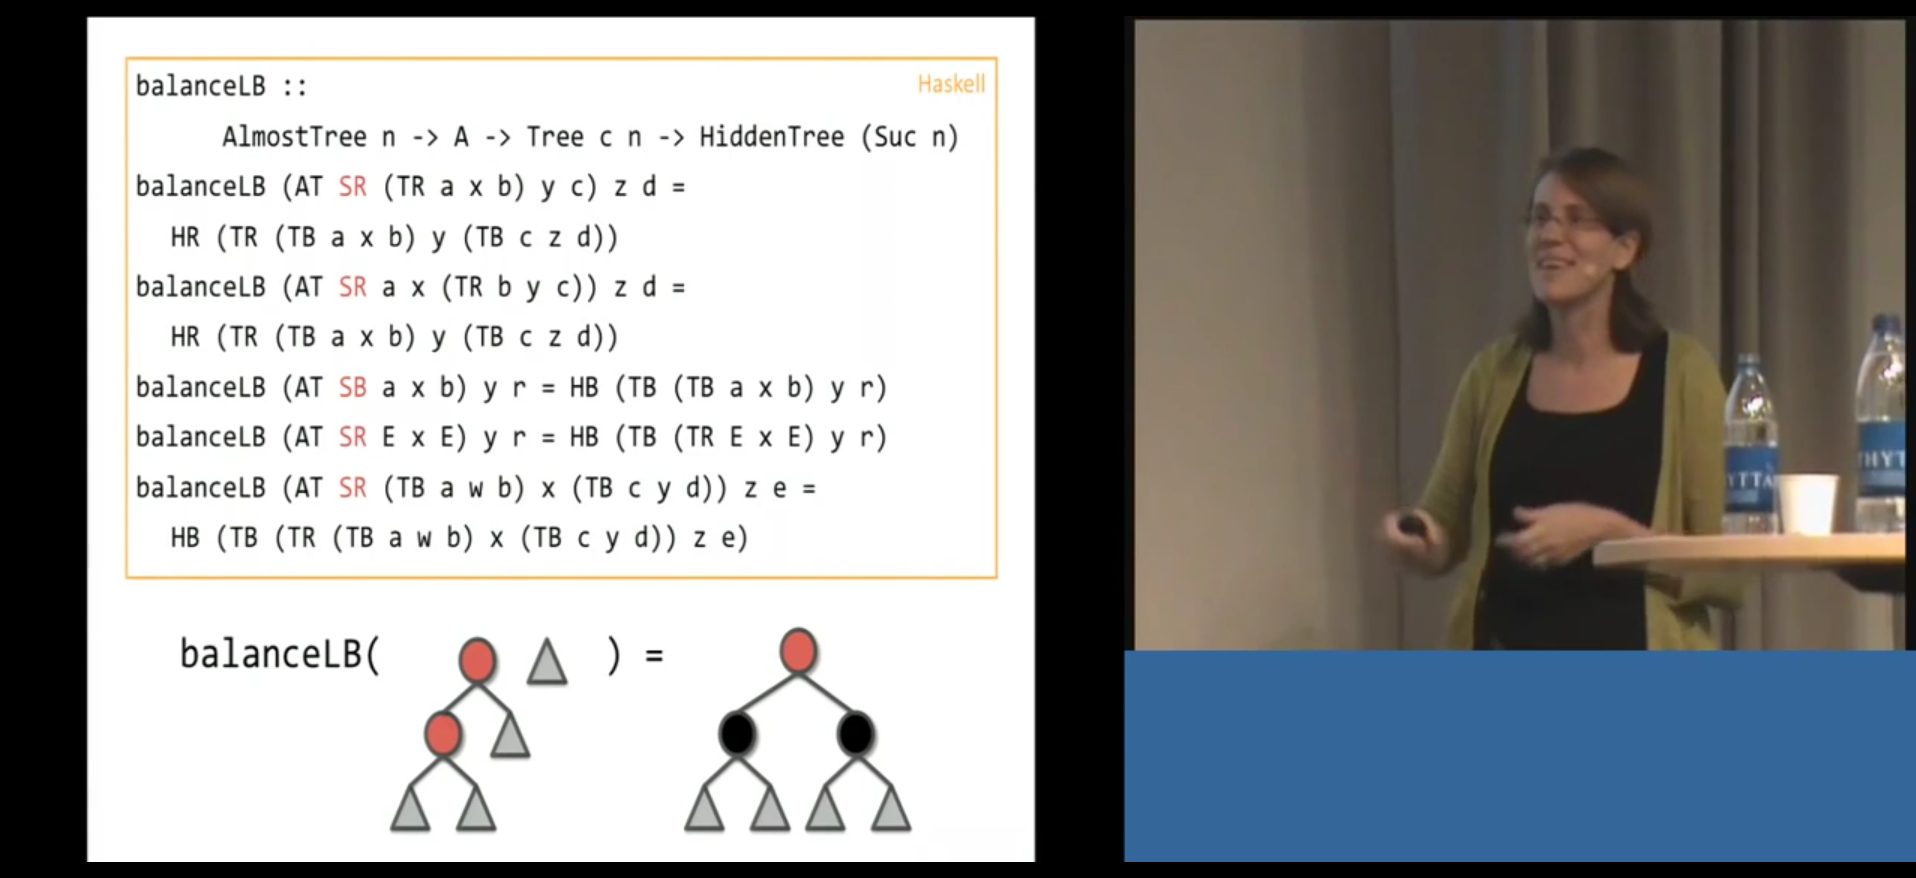 balanceLB ::
Haskell
AlmostTree n -> A -> Tree c n -> HiddenTree (Suc n)
balanceLB (AT SR (TR a x b) y c) z d =
HR (TR (TB a x b) y (TB c z d))
balanceLB (AT SR a x (TR b y c)) z d =
HR (TR (TB a x b) y (TB c z d))
balanceLB (AT SB a x b) y r = HB (TB (TB a x b) y r)
balanceLB (AT SR E x E) y r = HB (TB (TR E x E) y r)
balanceLB (AT SR (TB a w b) x (TB c y d)) z e =
HB (TB (TR (TB a w b) x (TB c y d)) z e)
balanceLB( ) =